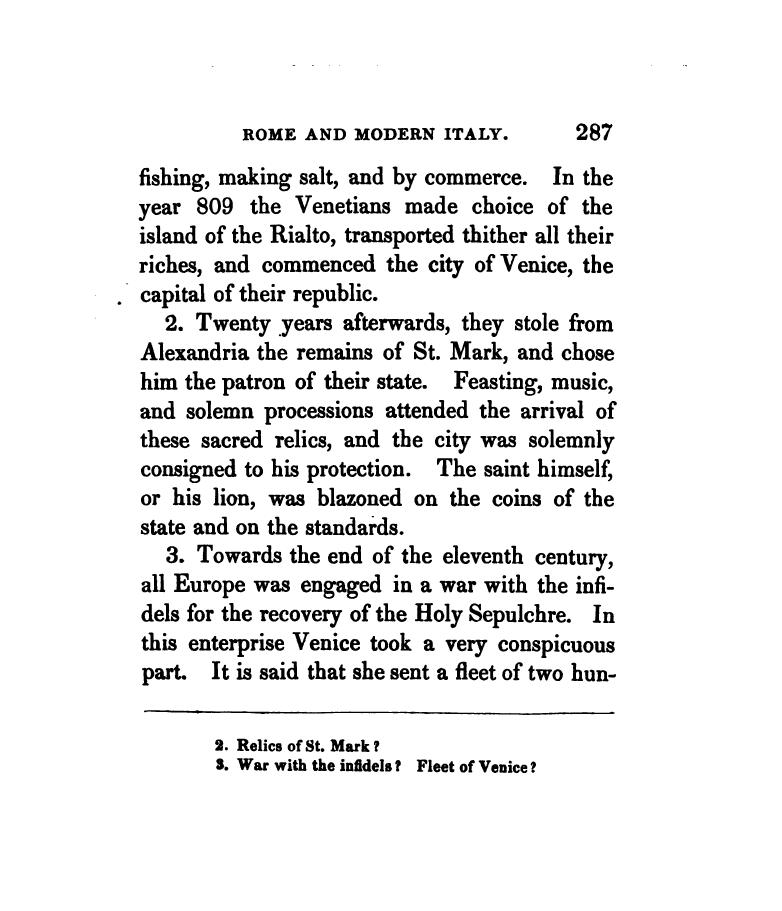 ROME AND MODERN ITALY. 287
fishing, making salt, and by commerce. In the
year 809 the Venetians made choice of the
island of the Rialto, transported thither all their
riches, and commenced the city of Venice, the
capital of their republic.
2. Twenty years afterwards, they stole from
Alexandria the remains of St. Mark, and chose
him the patron of their state. Feasting, music,
and solemn processions attended the arrival of
these sacred relics, and the city was solemnly
consigned to his protection. The saint himself,
or his lion, was blazoned on the coins of the
state and on the standards.
3. Towards the end of the eleventh century,
all Europe was engaged in a war with the infi-
dels for the recovery of the Holy Sepulchre. In
this enterprise Venice took a very conspicuous
part. It is said that she sent a fleet of two hun-
2. Relics of St. Mark?
3. War with the infidels? Fleet of Venice?